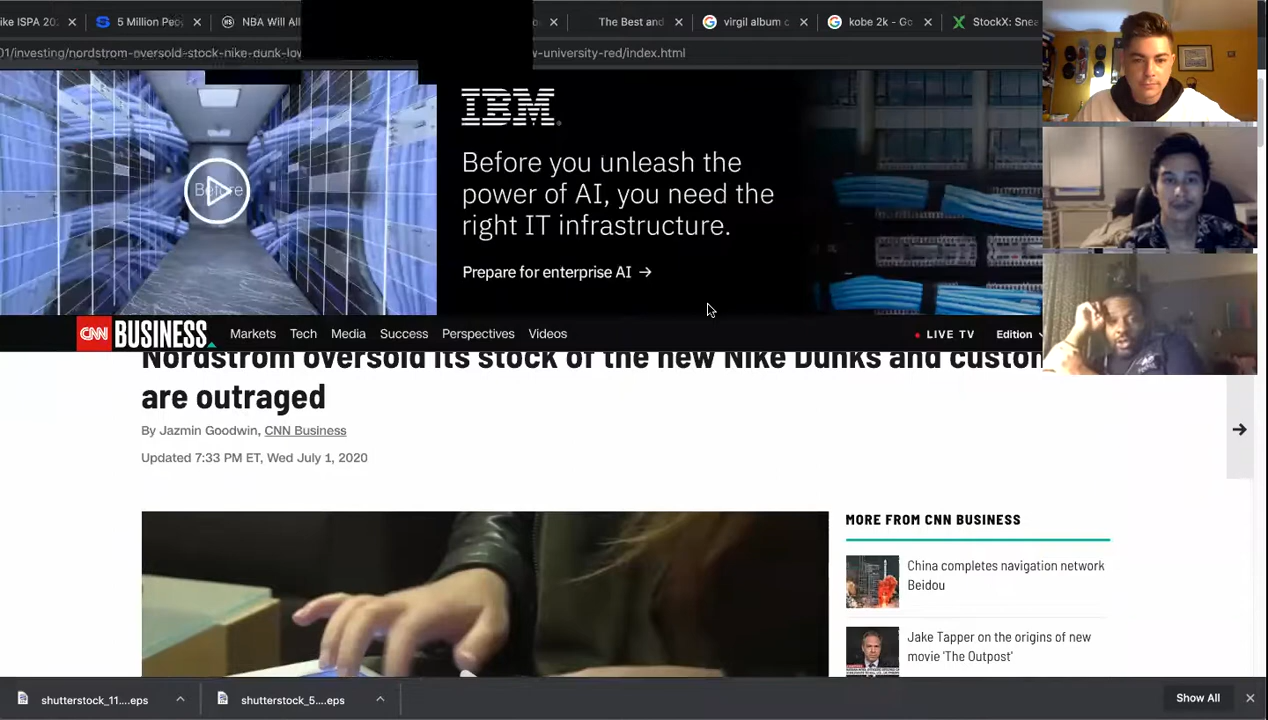 ike ISPA 20
5 Million Peo
NBA Will All
The Best and
virgil album c
kobe 2k - Go
StockX: Snea
01/investing/nordstrom-oversold-stock-nike-dunk-low
w-university-red/index.html
Before
IBM
Before you unleash the
power of AI, you need the
right IT infrastructure.
Prepare for enterprise AI →
CNN BUSINESS Markets Tech Media Success Perspectives Videos LIVE TV Edition
Nordstrom oversold its stock of the new Nike Dunks and custom
are outraged
By Jazmin Goodwin, CNN Business
Updated 7:33 PM ET, Wed July 1, 2020
MORE FROM CNN BUSINESS
China completes navigation network
Beidou
Jake Tapper on the origins of new
movie 'The Outpost'
shutterstock_11....eps
shutterstock_5....eps
Show All